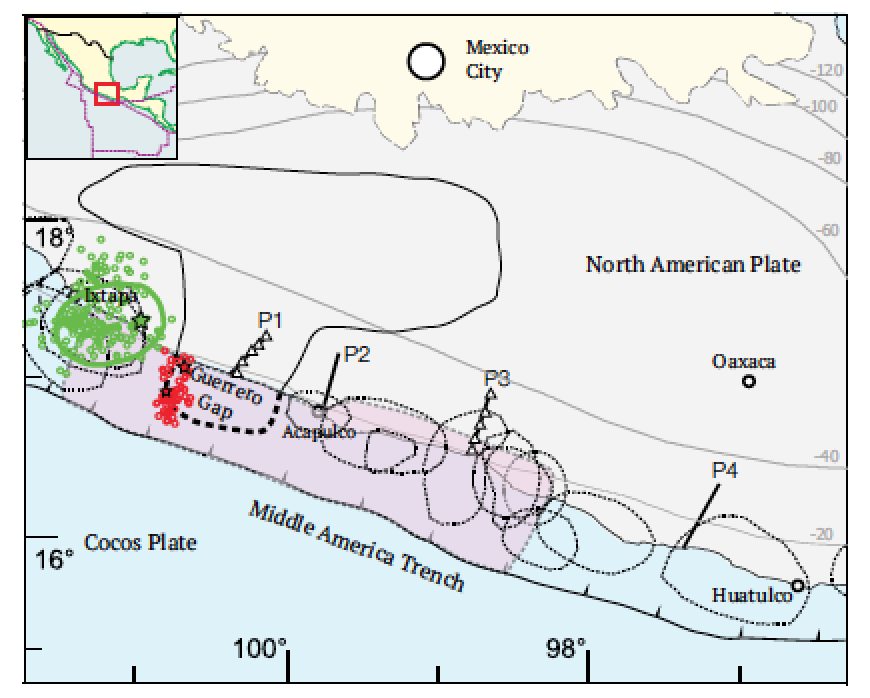 Mexico
City
-120
-100
-80
-60
18°
North American Plate
Ixtapa
P1
P2
Oaxaca
Guerrero
Gap
P3
Acapulco
-40
P4
Middle America Trench
-20
16°
Cocos Plate
Huatulco
100°
98°